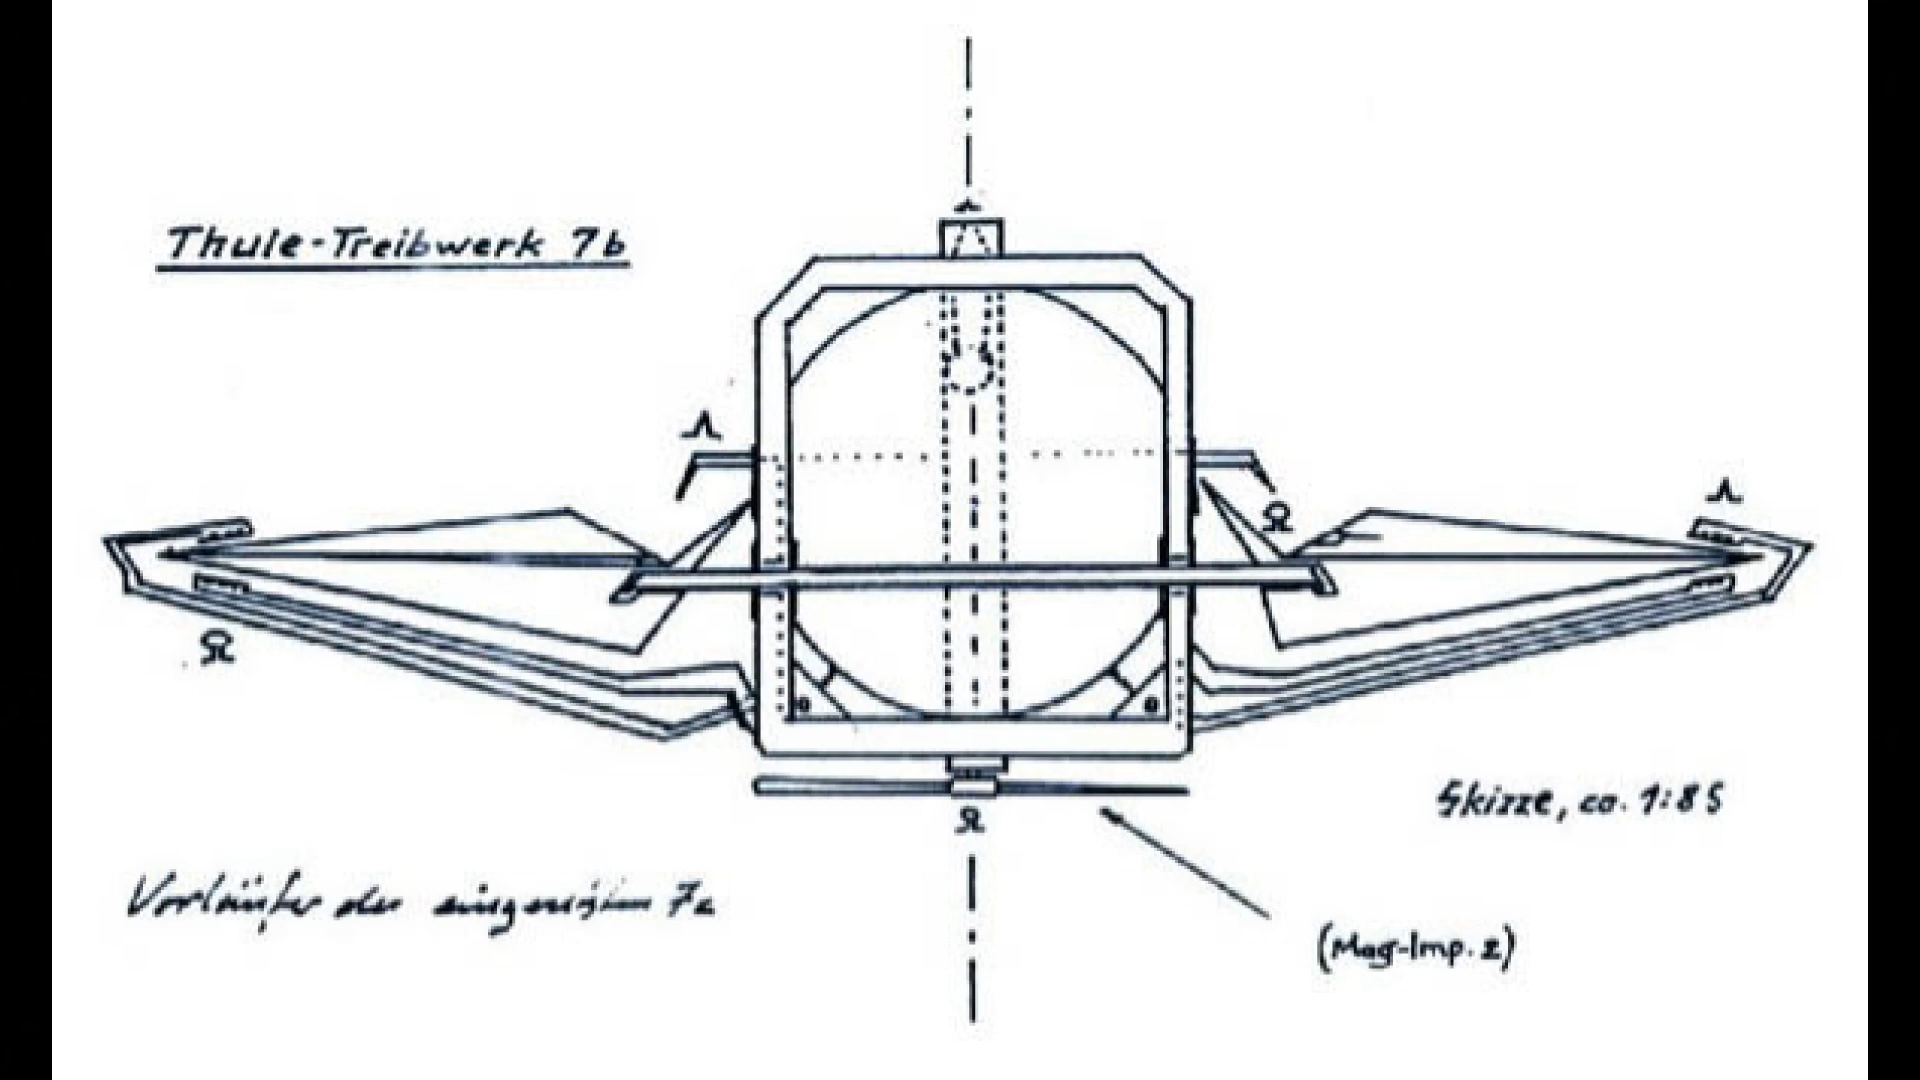 Thule-Treibwerk 7b
Λ
Λ
Ω
Ω
Skizze, ca. 1:85
Ω
Vorläufer der
(Mag-Imp. 2)